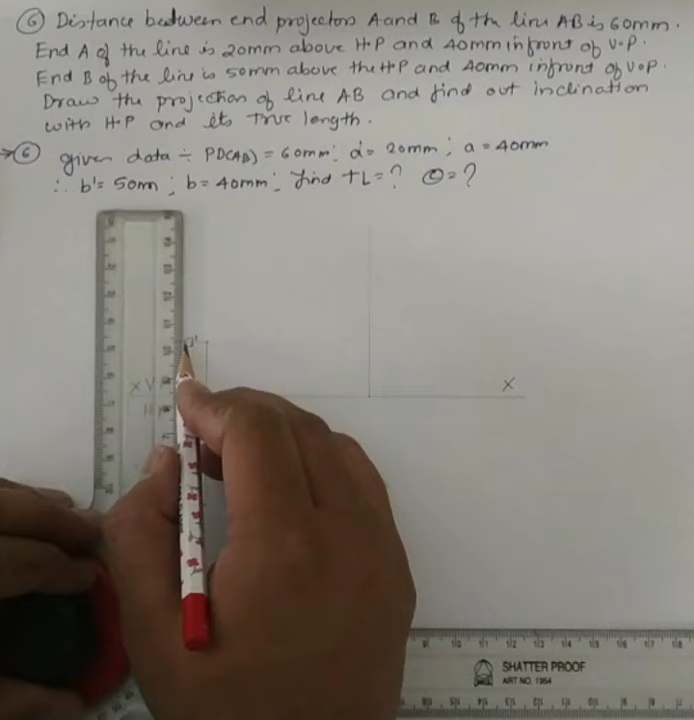 ⑥ Distance between end projectors A and B of the line AB is 60mm.
End A of the line is 20mm above H.P and 40mm infront of V.P.
End B of the line is 50mm above the H.P and 40mm infront of V.P.
Draw the projection of line AB and find out inclination
with H.P and its true length.
→⑥ given data ÷ PD(AB) = 60mm; a' = 20mm; a = 40mm
∴ b' = 50m; b = 40mm; find TL = ? θ = ?
X V
X
H
a'
SHATTER PROOF
ART NO. 1954